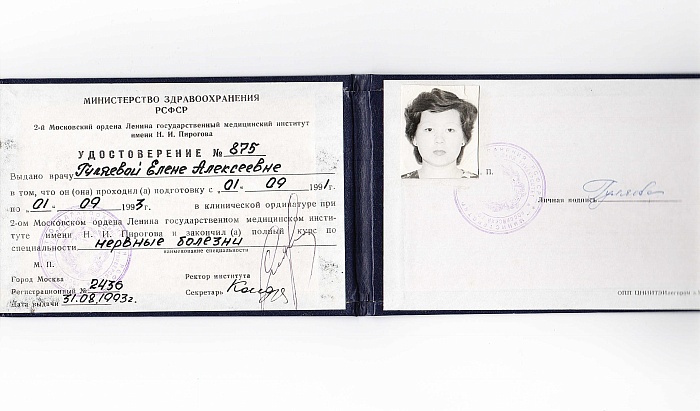 МИНИСТЕРСТВО ЗДРАВООХРАНЕНИЯ
РСФСР
2-й Московский ордена Ленина государственный медицинский институт
имени Н. И. Пирогова
УДОСТОВЕРЕНИЕ № 875
Выдано врачу Гуляевой Елене Алексеевне
в том, что он (она) проходил (а) подготовку с „01“ 09 1991г.
по „01“ 09 1993 г. в клинической ординатуре при
2-ом Московском ордена Ленина государственном медицинском инсти-
туте имени Н. И. Пирогова и закончил (а) полный курс по
специальности нервные болезни
наименование специальности
М. П.
Город Москва
Регистрационный № 2436
Дата выдачи 31.08.1993г.
Ректор института
Секретарь
П.
Личная подпись Гуляева